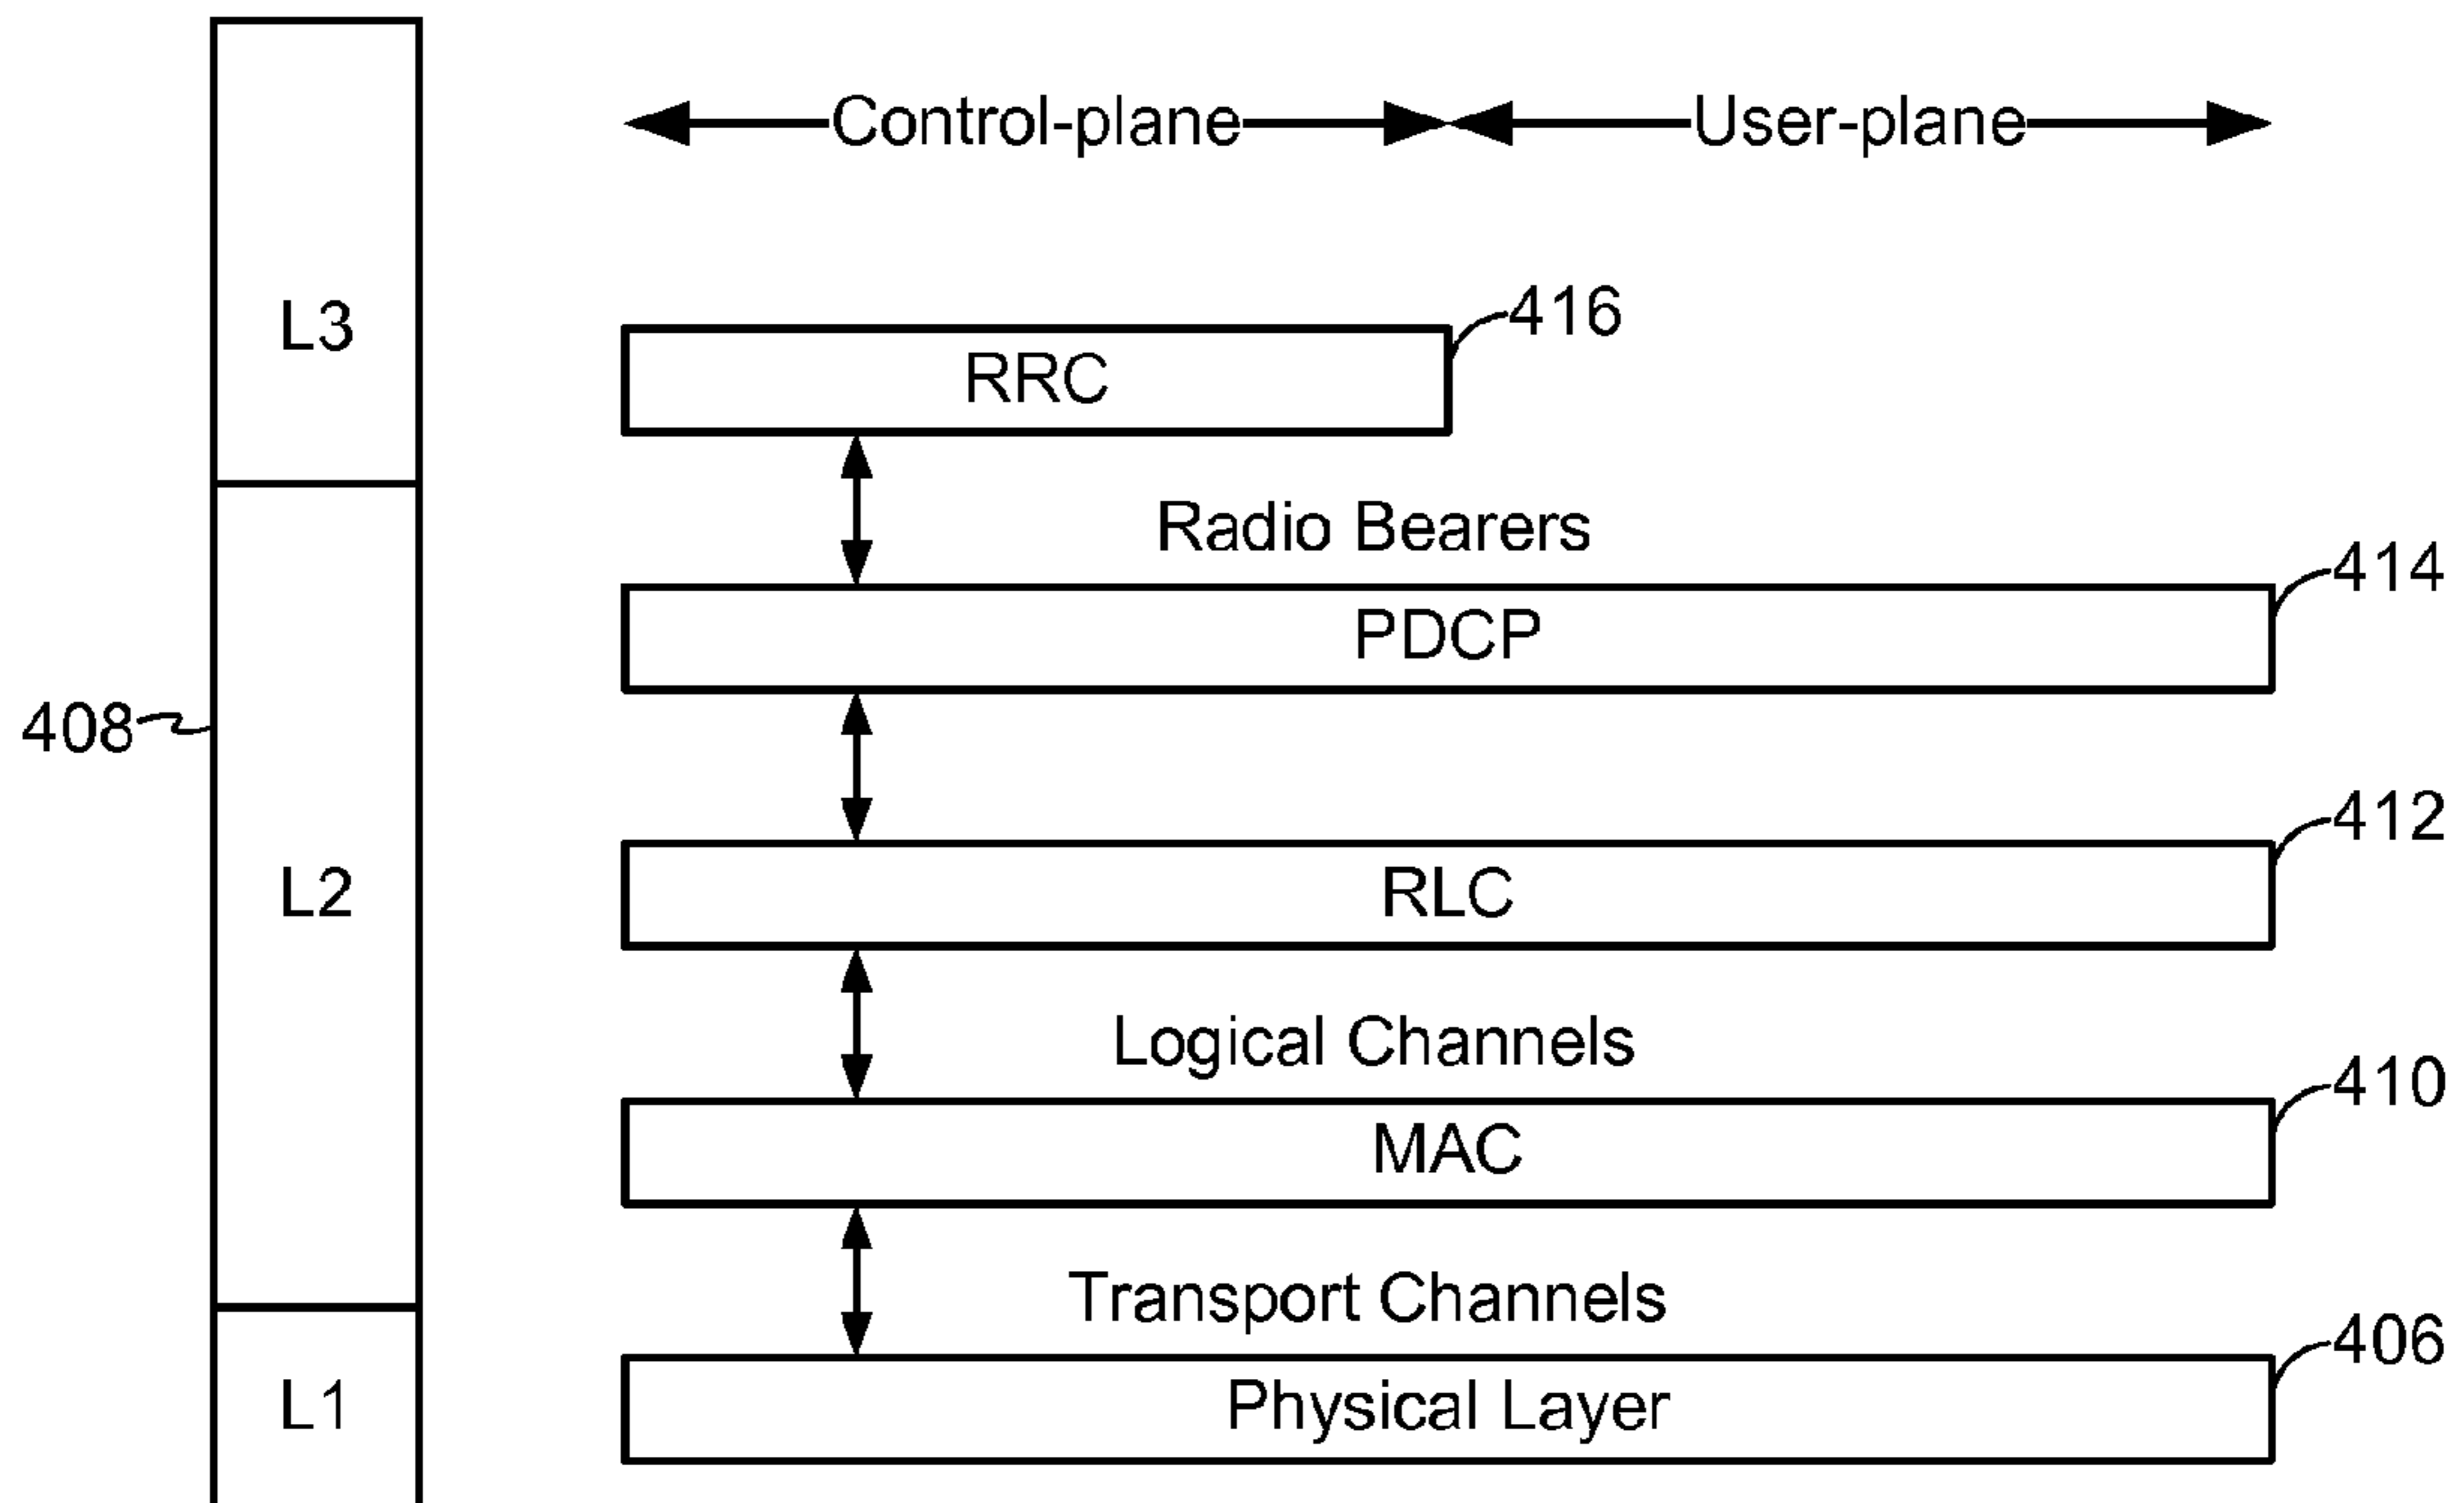 Control-plane User-plane
416
L3
RRC
Radio Bearers
414
PDCP
408
412
L2
RLC
Logical Channels
410
MAC
Transport Channels
406
L1
Physical Layer